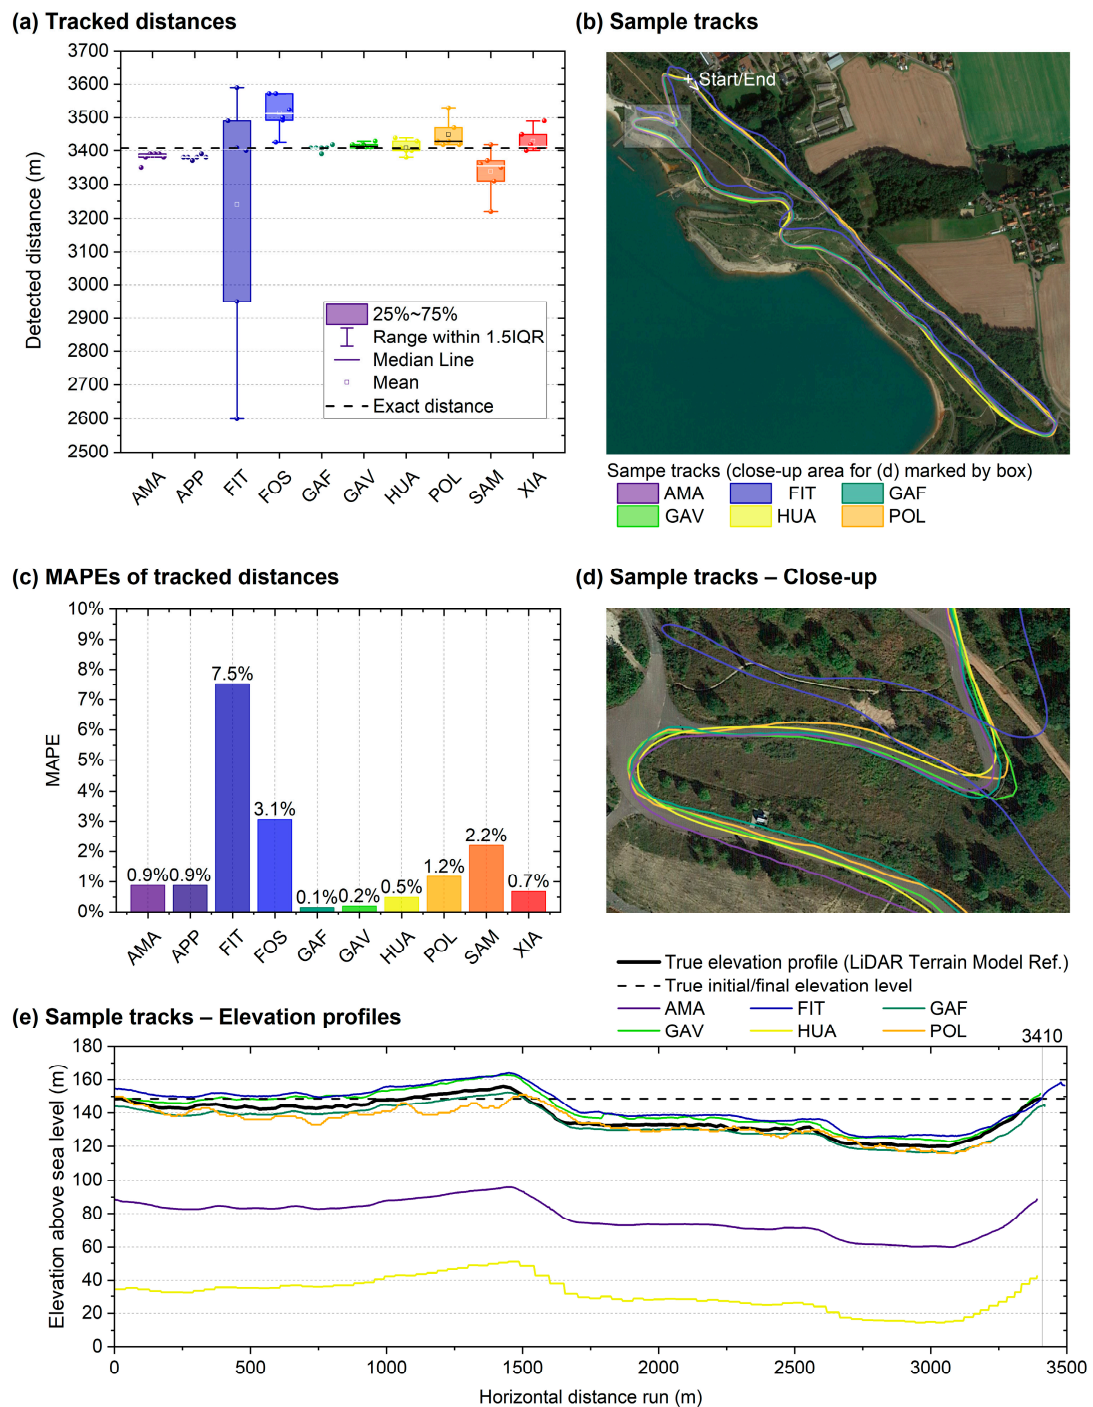 (a) Tracked distances
3700
3600
3500
3400
3300
3200
3100
3000
2900
2800
2700
2600
2500
Detected distance (m)
25%~75%
Range within 1.5IQR
Median Line
Mean
Exact distance
AMA APP FIT FOS GAF GAV HUA POL SAM XIA
(b) Sample tracks
Start/End
Sampe tracks (close-up area for (d) marked by box)
AMA FIT GAF
GAV HUA POL
(c) MAPEs of tracked distances
10%
9%
8%
7%
6%
5%
4%
3%
2%
1%
0%
MAPE
0.9% 0.9% 7.5% 3.1% 0.1% 0.2% 0.5% 1.2% 2.2% 0.7%
AMA APP FIT FOS GAF GAV HUA POL SAM XIA
(d) Sample tracks – Close-up
True elevation profile (LiDAR Terrain Model Ref.)
True initial/final elevation level
AMA FIT GAF
GAV HUA POL
(e) Sample tracks – Elevation profiles
3410
180
160
140
120
100
80
60
40
20
0
Elevation above sea level (m)
0 500 1000 1500 2000 2500 3000 3500
Horizontal distance run (m)